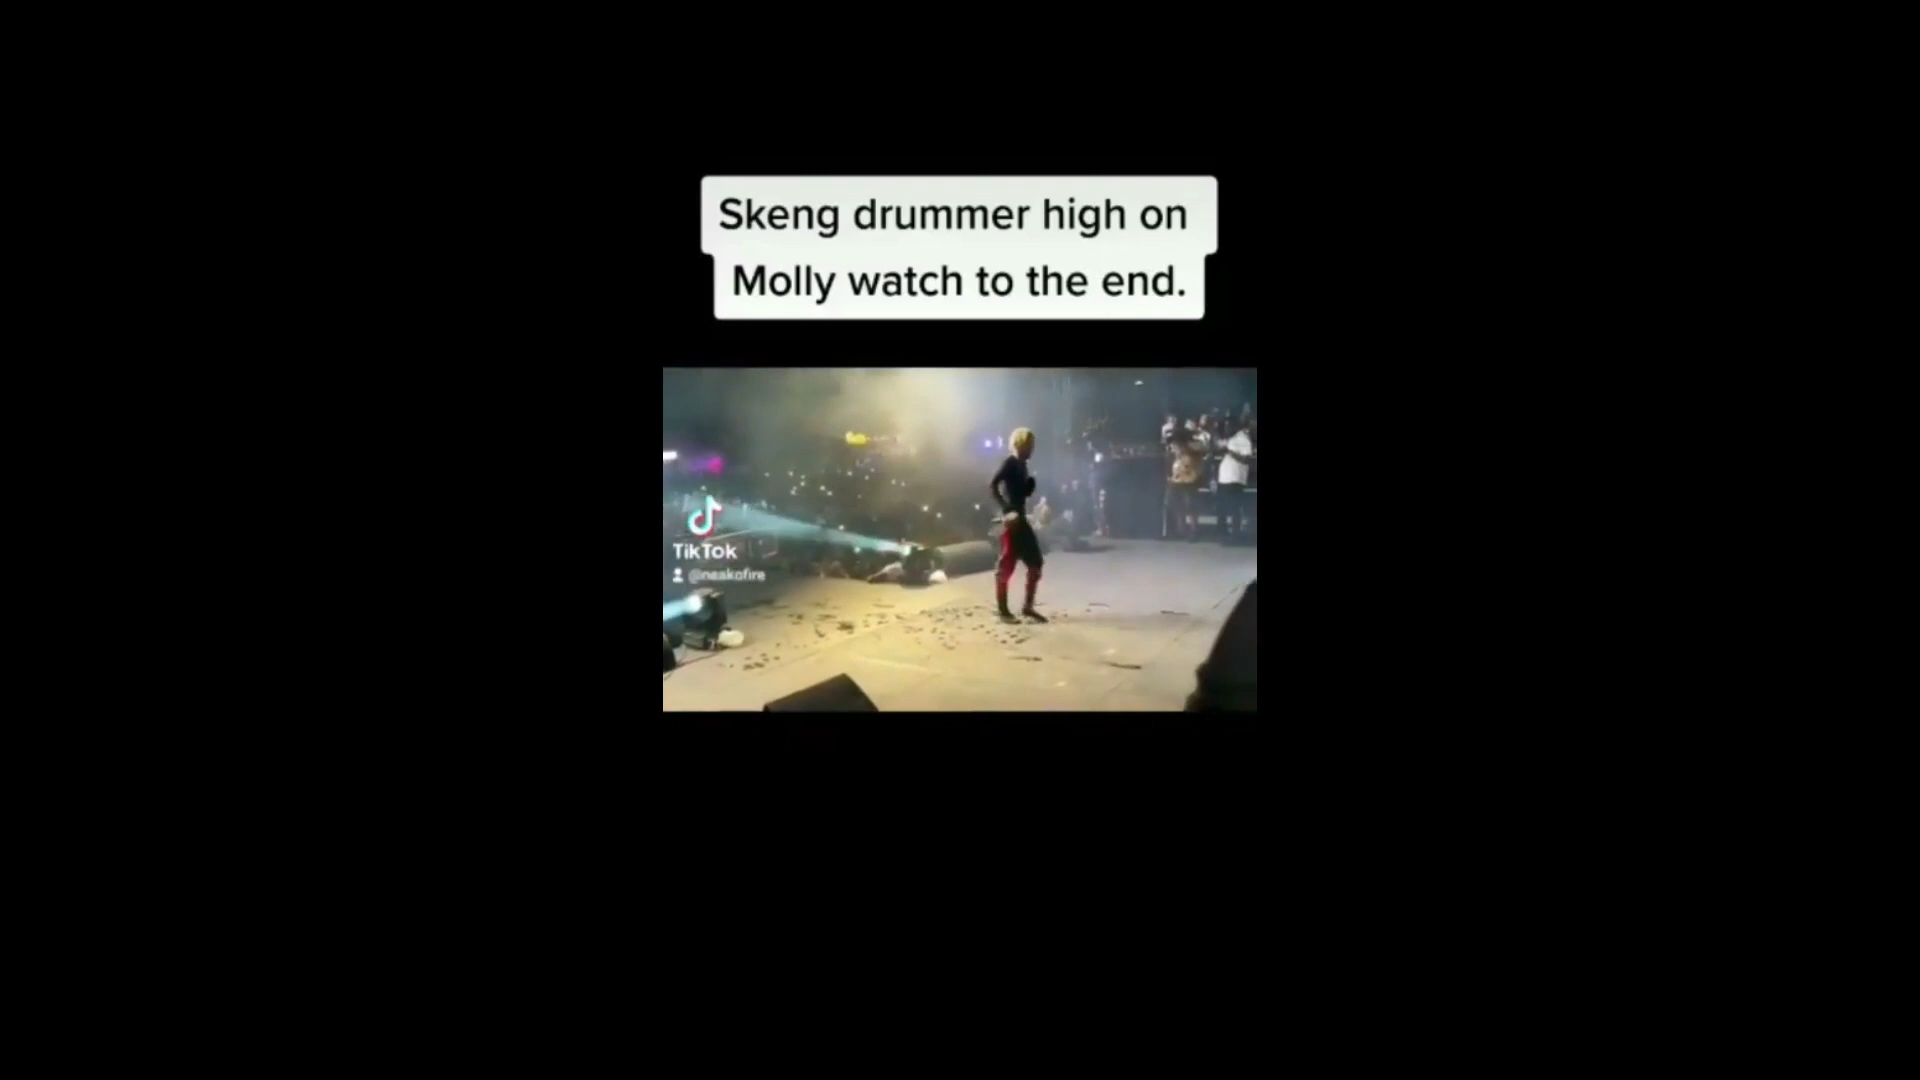 Skeng drummer high on
Molly watch to the end.
TikTok
@neakofire